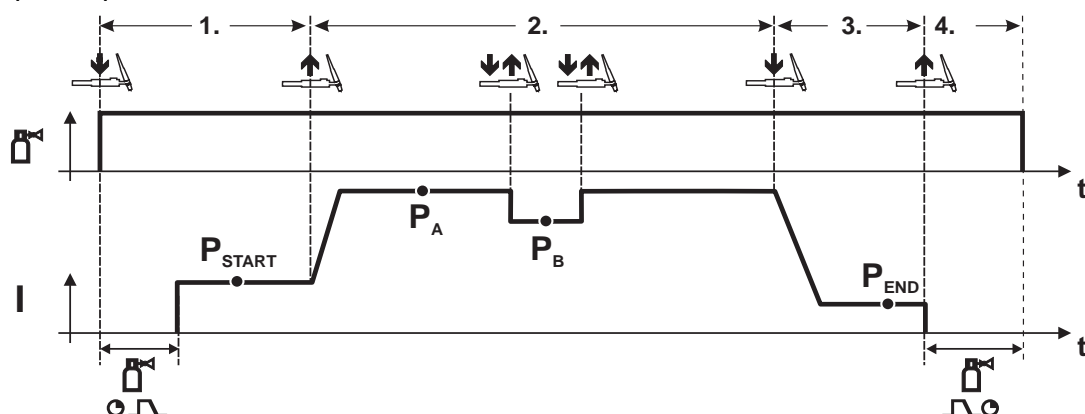 1. 2. 3. 4.
t
P_A
P_B
P_START
P_END
I
t